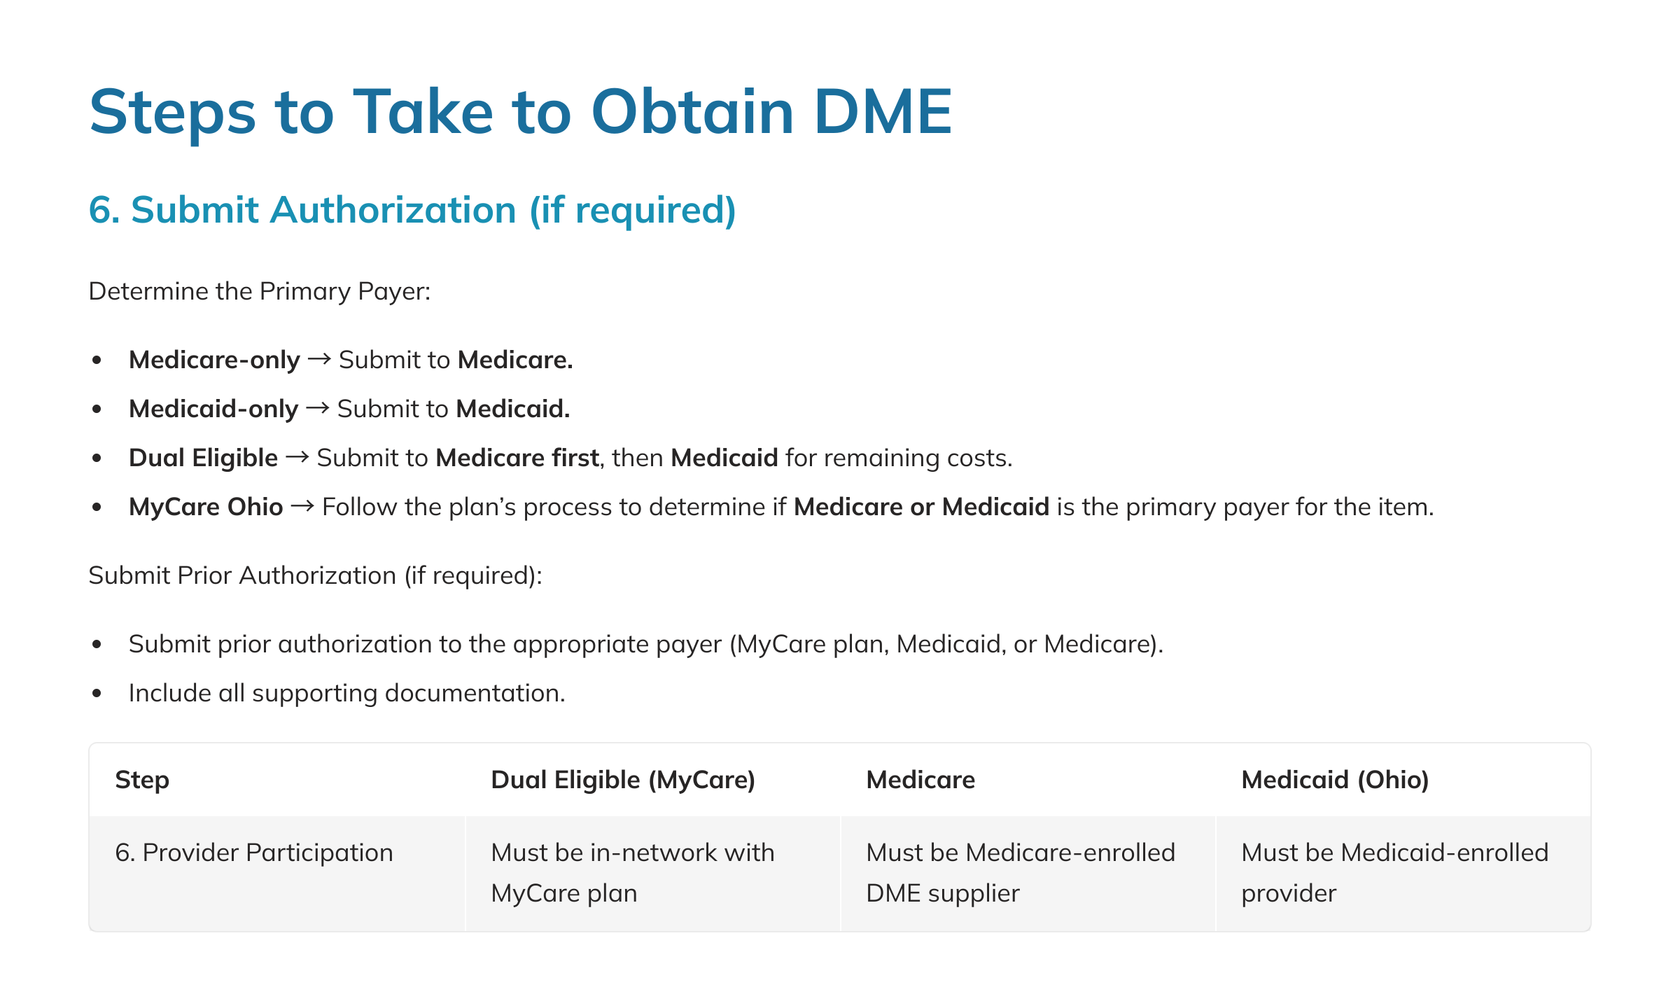 Steps to Take to Obtain DME
6. Submit Authorization (if required)
Determine the Primary Payer:
• Medicare-only → Submit to Medicare.
• Medicaid-only → Submit to Medicaid.
• Dual Eligible → Submit to Medicare first, then Medicaid for remaining costs.
• MyCare Ohio → Follow the plan’s process to determine if Medicare or Medicaid is the primary payer for the item.
Submit Prior Authorization (if required):
• Submit prior authorization to the appropriate payer (MyCare plan, Medicaid, or Medicare).
• Include all supporting documentation.
Step Dual Eligible (MyCare) Medicare Medicaid (Ohio)
6. Provider Participation Must be in-network with Must be Medicare-enrolled Must be Medicaid-enrolled
MyCare plan DME supplier provider